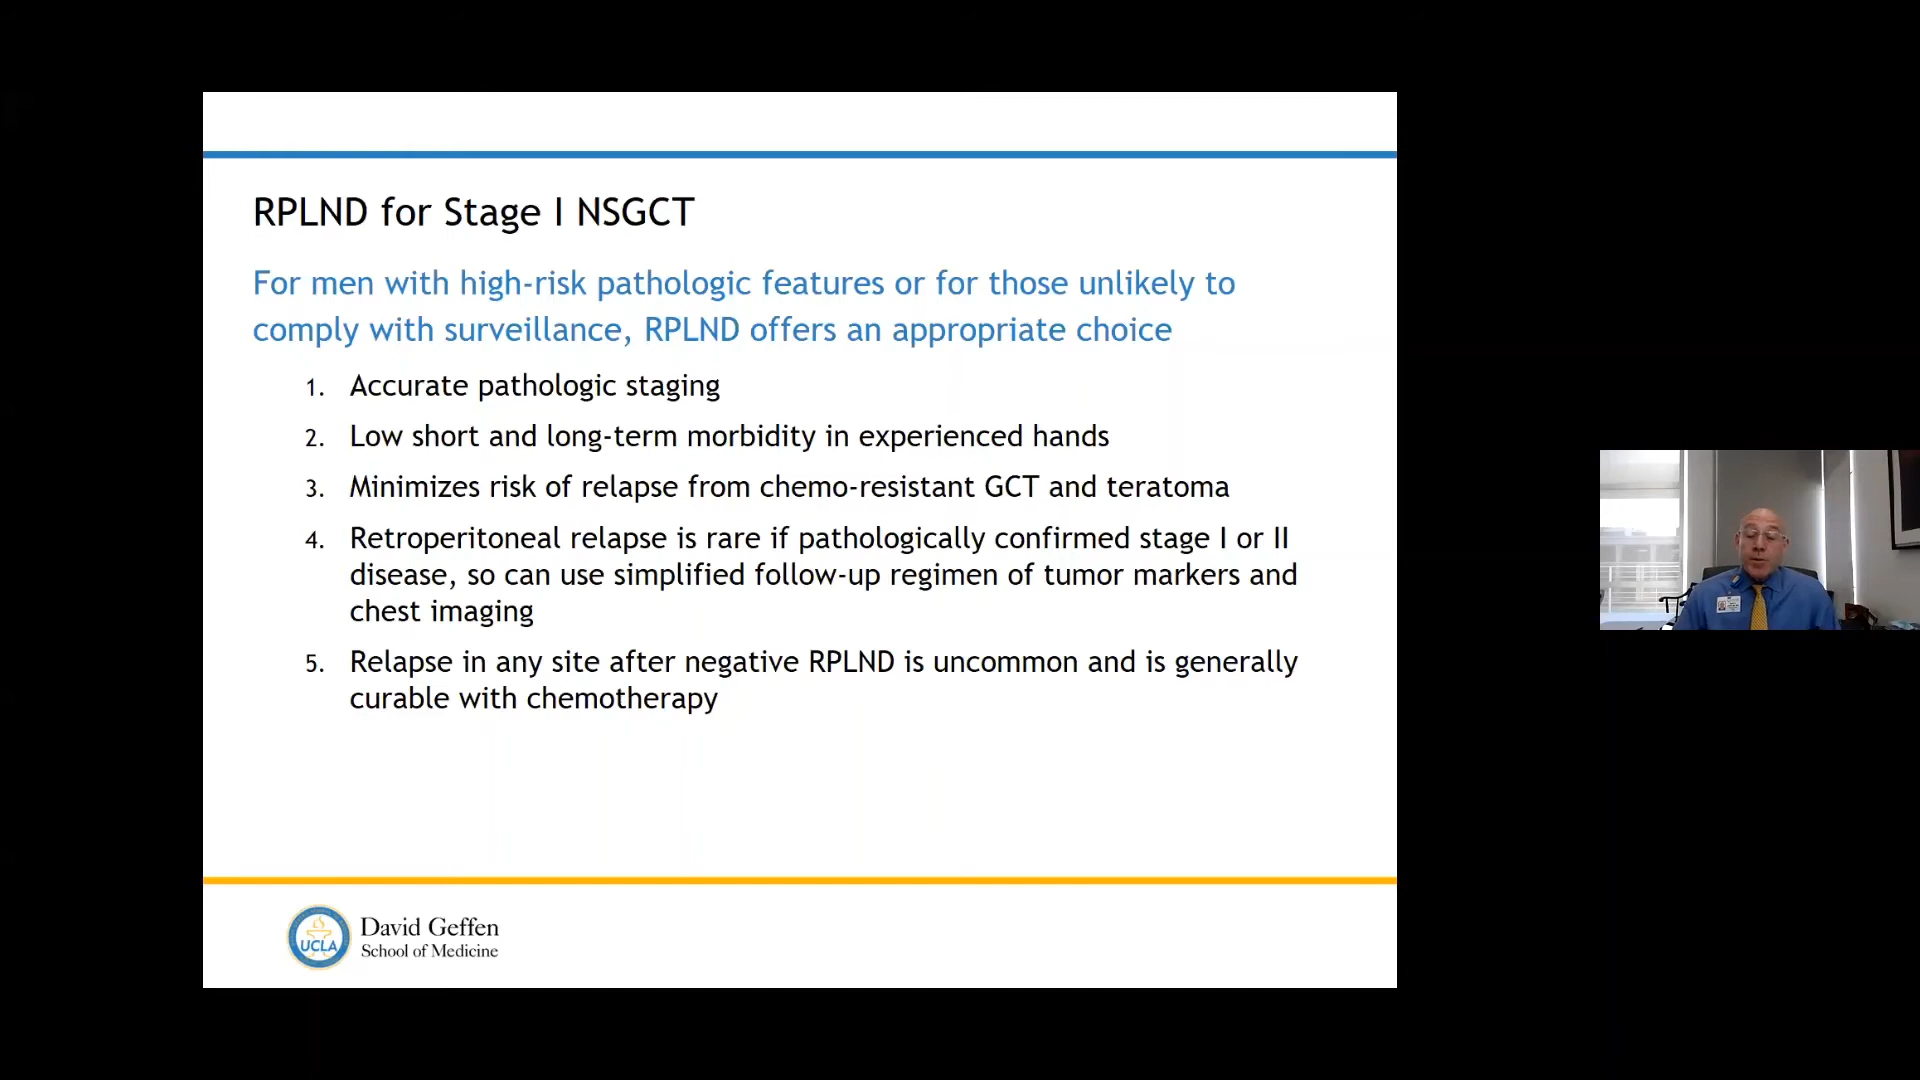 RPLND for Stage I NSGCT
For men with high-risk pathologic features or for those unlikely to
comply with surveillance, RPLND offers an appropriate choice
1. Accurate pathologic staging
2. Low short and long-term morbidity in experienced hands
3. Minimizes risk of relapse from chemo-resistant GCT and teratoma
4. Retroperitoneal relapse is rare if pathologically confirmed stage I or II
disease, so can use simplified follow-up regimen of tumor markers and
chest imaging
5. Relapse in any site after negative RPLND is uncommon and is generally
curable with chemotherapy
UCLA
David Geffen
School of Medicine